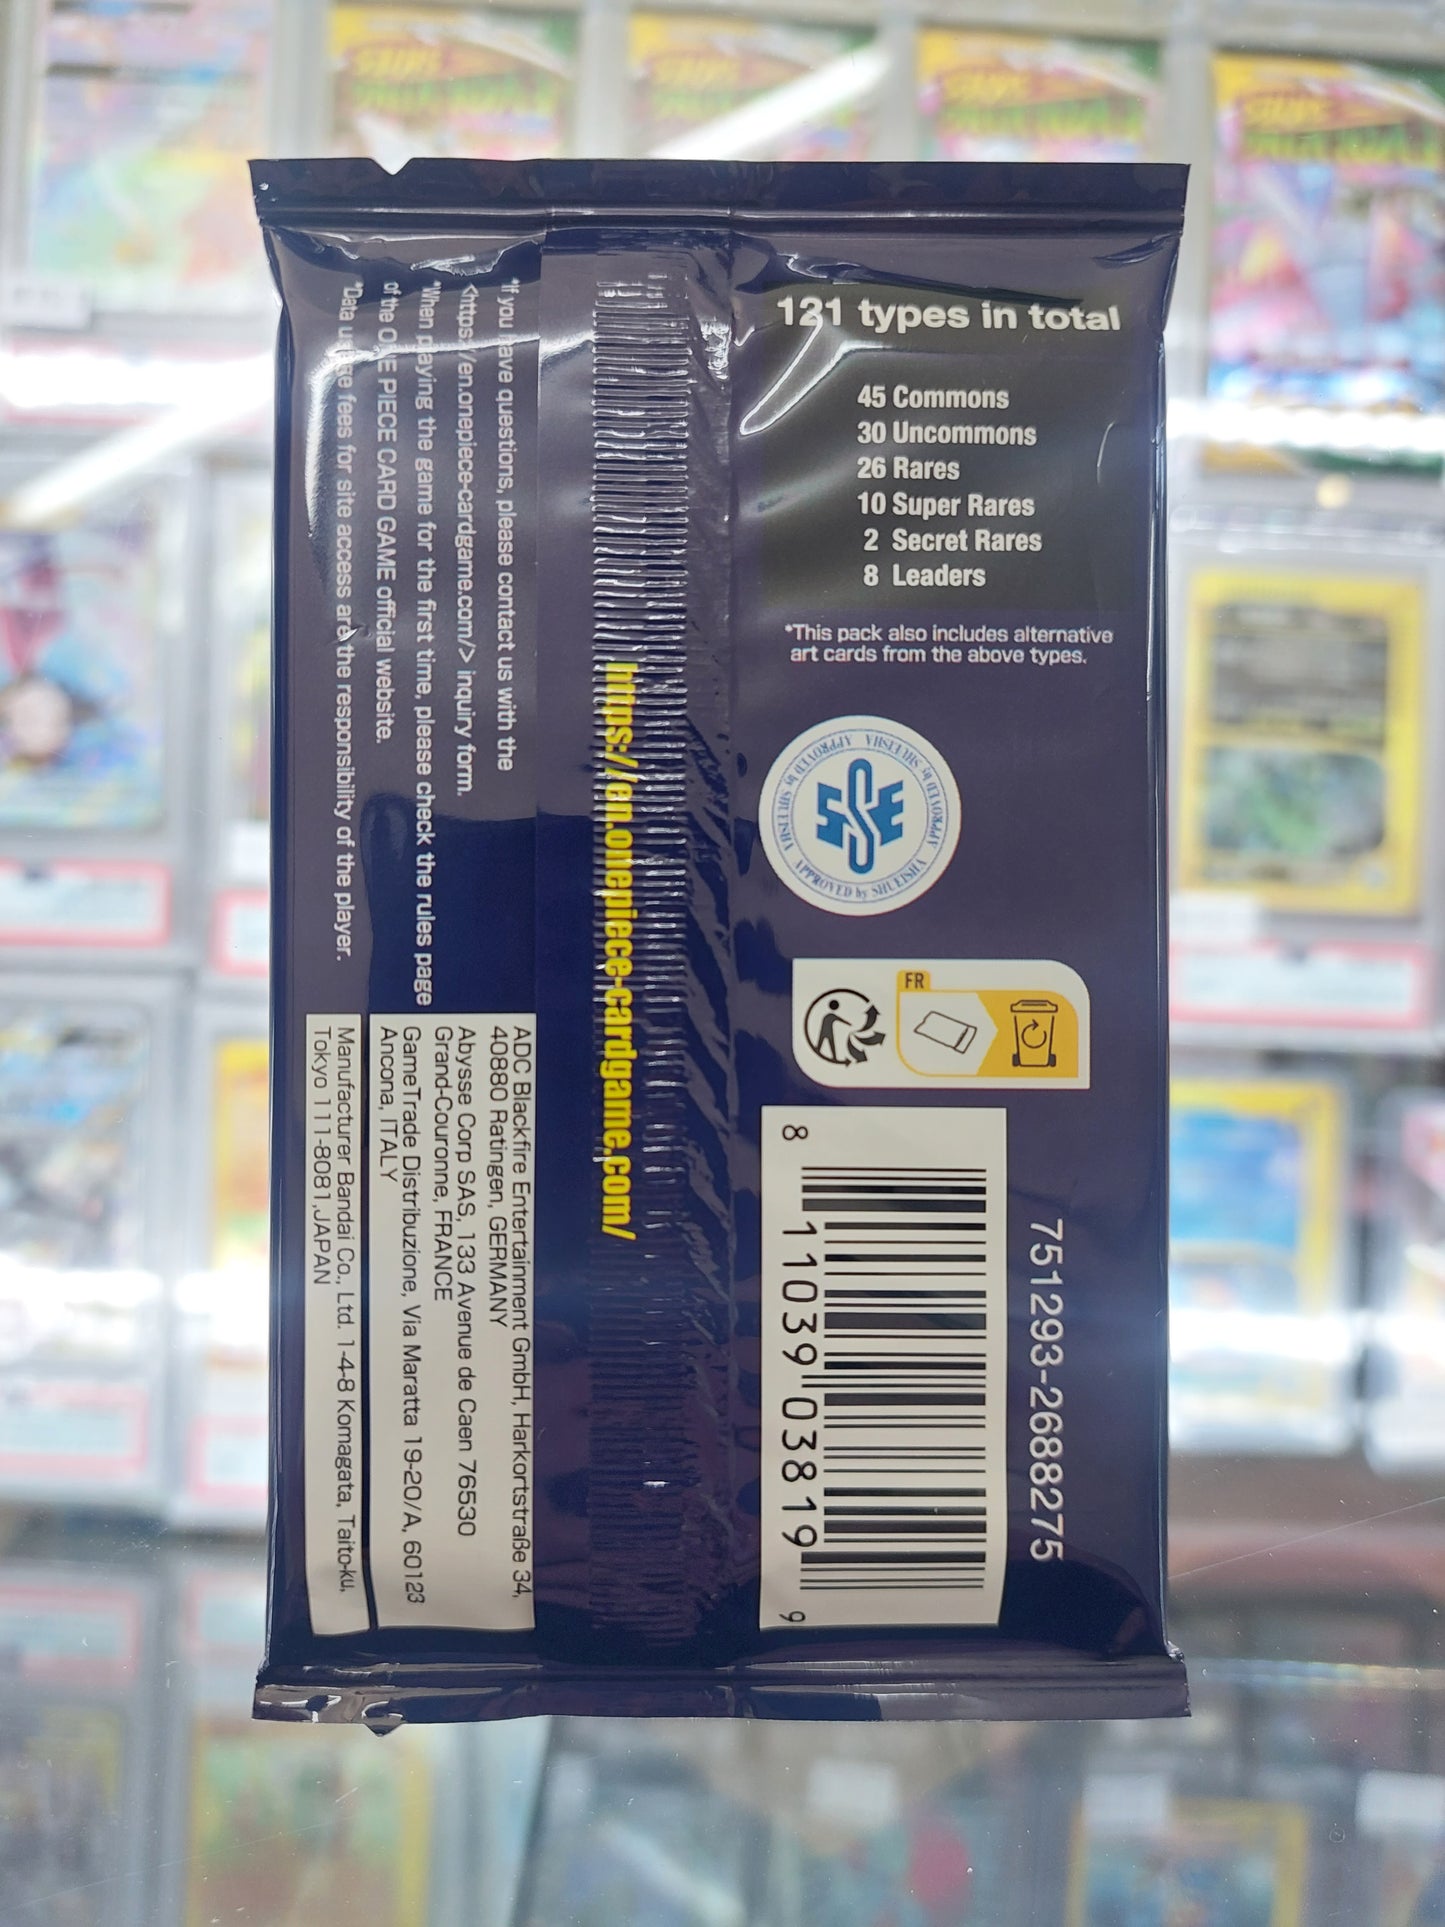 121 types in total
45 Commons
30 Uncommons
26 Rares
10 Super Rares
2 Secret Rares
8 Leaders
*This pack also includes alternative
art cards from the above types.
APPROVED by SHUEISHA APPROVED by SHUEISHA APPROVED by SHUEISHA
FR
8 11039 03819 9
751293-2688275
https://en.onepiece-cardgame.com/
*If you have questions, please contact us with the
<https://en.onepiece-cardgame.com/> inquiry form.
*When playing the game for the first time, please check the rules page
of the ONE PIECE CARD GAME official website.
*Data usage fees for site access are the responsibility of the player.
ADC Blackfire Entertainment GmbH, Harkortstraße 34,
40880 Ratingen, GERMANY
Abysse Corp SAS, 133 Avenue de Caen 76530
Grand-Couronne, FRANCE
GameTrade Distribuzione, Via Maratta 19-20/A, 60123
Ancona, ITALY
Manufacturer Bandai Co., Ltd. 1-4-8 Komagata, Taito-ku,
Tokyo 111-8081,JAPAN